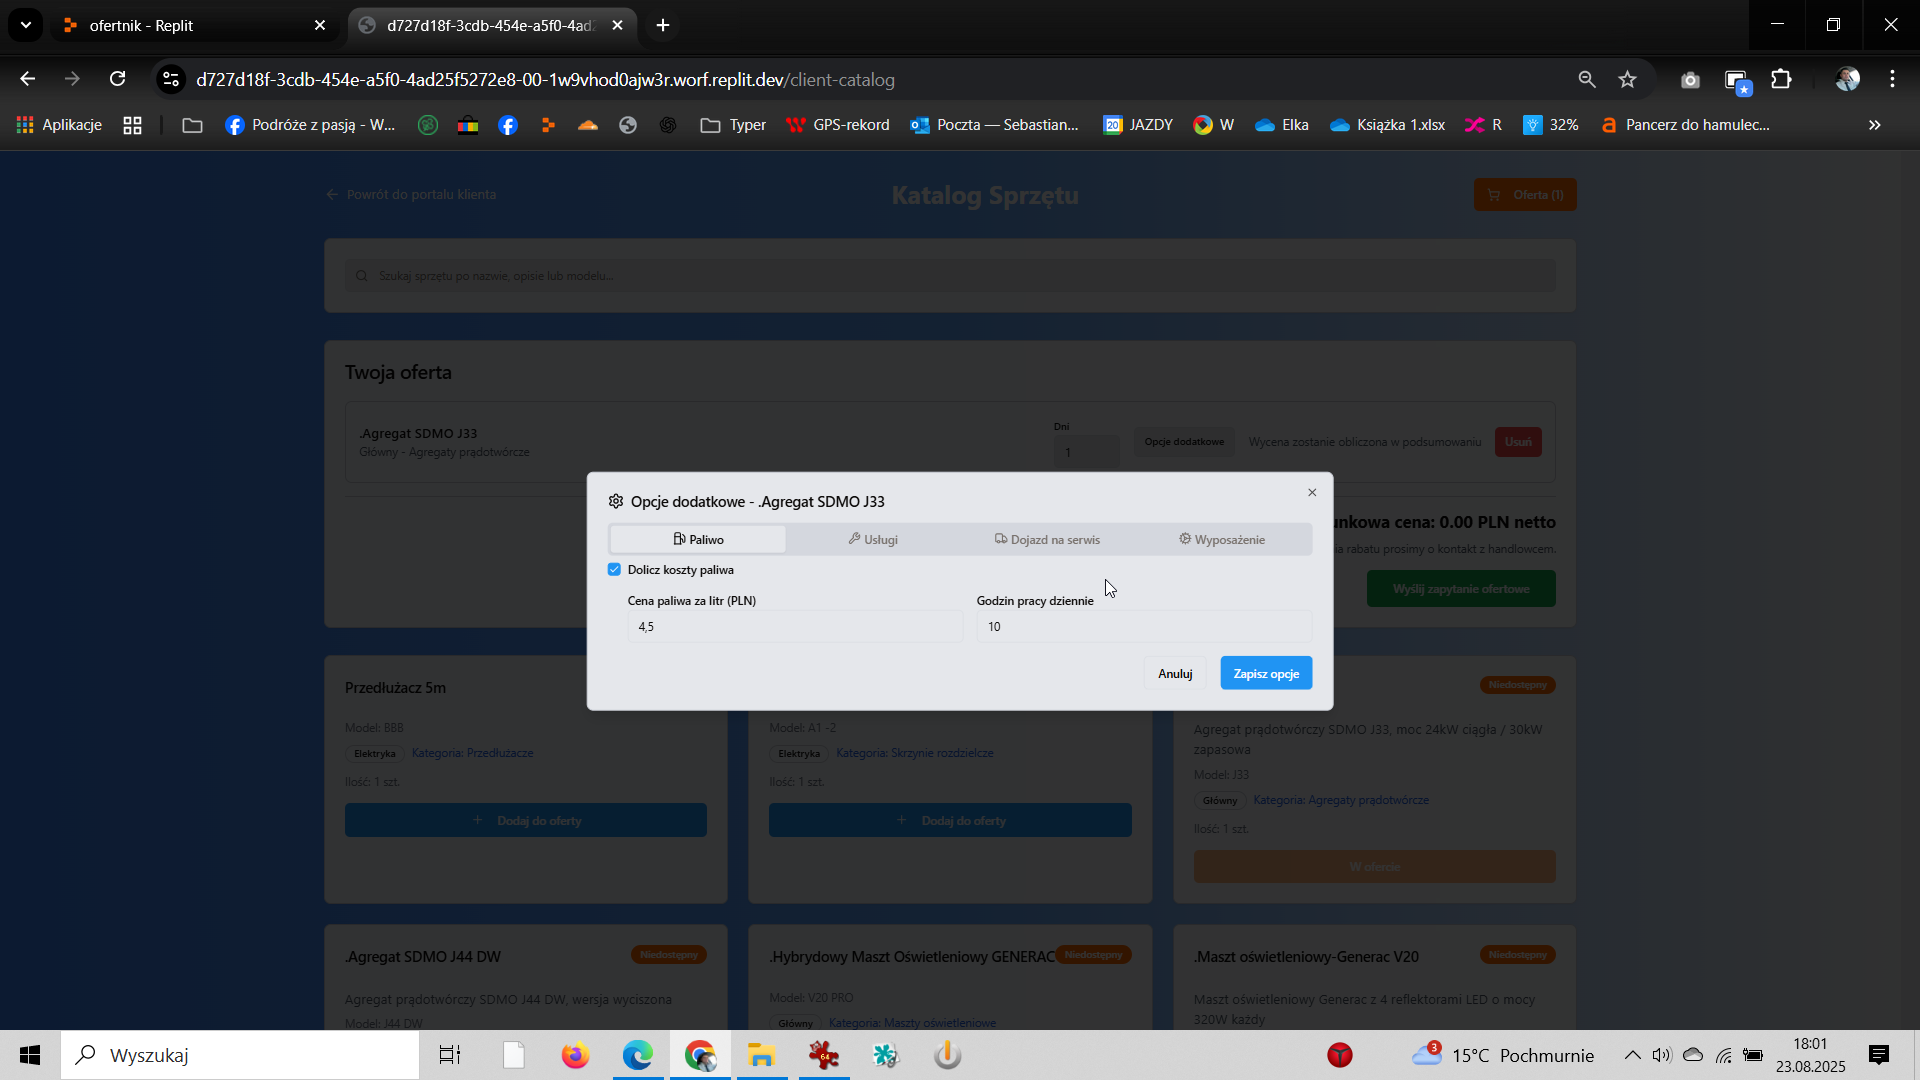 ofertnik - Replit
d727d18f-3cdb-454e-a5f0-4ad2
d727d18f-3cdb-454e-a5f0-4ad25f5272e8-00-1w9vhod0ajw3r.worf.replit.dev/client-catalog
Aplikacje
Podróże z pasją - W...
Typer
GPS-rekord
Poczta — Sebastian...
20
JAZDY
W
Elka
Książka 1.xlsx
R
32%
Pancerz do hamulec...
Powrót do portalu klienta
Katalog Sprzętu
Oferta (1)
Szukaj sprzętu po nazwie, opisie lub modelu...
Twoja oferta
.Agregat SDMO J33
Główny - Agregaty prądotwórcze
Dni
1
Opcje dodatkowe
Wycena zostanie obliczona w podsumowaniu
Usuń
unkowa cena: 0.00 PLN netto
ia rabatu prosimy o kontakt z handlowcem.
Wyślij zapytanie ofertowe
Opcje dodatkowe - .Agregat SDMO J33
Paliwo
Usługi
Dojazd na serwis
Wyposażenie
Dolicz koszty paliwa
Cena paliwa za litr (PLN)
Godzin pracy dziennie
4,5
10
Anuluj
Zapisz opcje
Przedłużacz 5m
Model: BBB
Elektryka
Kategoria: Przedłużacze
Ilość: 1 szt.
Dodaj do oferty
Model: A1 -2
Elektryka
Kategoria: Skrzynie rozdzielcze
Ilość: 1 szt.
Dodaj do oferty
Niedostępny
Agregat prądotwórczy SDMO J33, moc 24kW ciągła / 30kW
zapasowa
Model: J33
Główny
Kategoria: Agregaty prądotwórcze
Ilość: 1 szt.
W ofercie
.Agregat SDMO J44 DW
Niedostępny
Agregat prądotwórczy SDMO J44 DW, wersja wyciszona
Model: J44 DW
.Hybrydowy Maszt Oświetleniowy GENERAC
Niedostępny
Model: V20 PRO
Główny
Kategoria: Maszty oświetleniowe
.Maszt oświetleniowy-Generac V20
Niedostępny
Maszt oświetleniowy Generac z 4 reflektorami LED o mocy
320W każdy
Wyszukaj
64
3
15°C Pochmurnie
18:01
23.08.2025